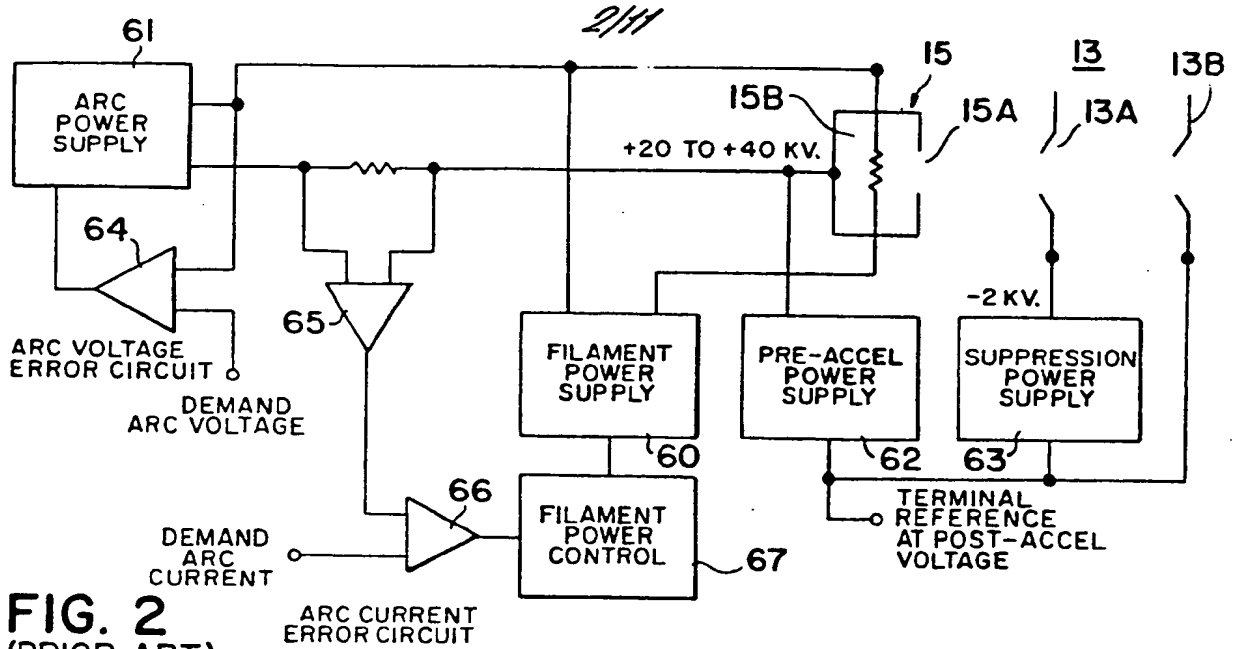 2/11
61
ARC
POWER
SUPPLY
15
15B
15A
13
13A
13B
+20 TO +40 KV.
64
65
ARC VOLTAGE
ERROR CIRCUIT
DEMAND
ARC VOLTAGE
FILAMENT
POWER
SUPPLY
60
PRE-ACCEL
POWER
SUPPLY
62
-2 KV.
SUPPRESSION
POWER
SUPPLY
63
66
DEMAND
ARC
CURRENT
FILAMENT
POWER
CONTROL
67
TERMINAL
REFERENCE
AT POST-ACCEL
VOLTAGE
ARC CURRENT
ERROR CIRCUIT
FIG. 2
(PRIOR ART)